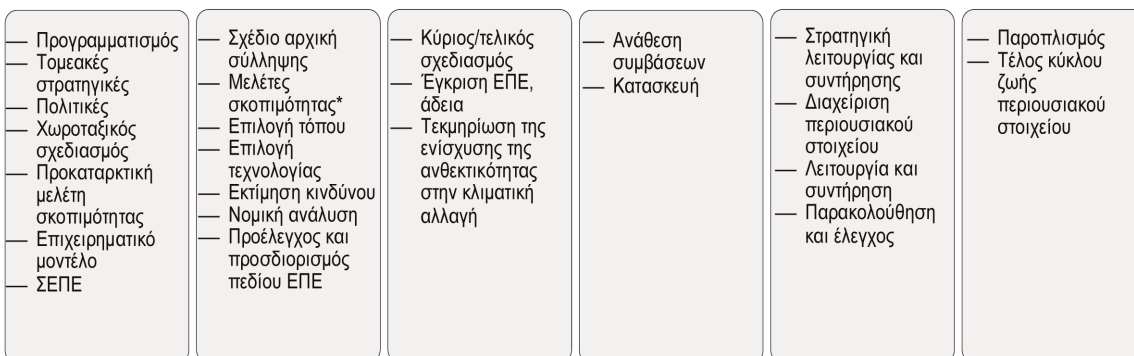 — Προγραμματισμός
— Τομεακές
στρατηγικές
— Πολιτικές
— Χωροταξικός
σχεδιασμός
— Προκαταρκτική
μελέτη
σκοπιμότητας
— Επιχειρηματικό
μοντέλο
— ΣΕΠΕ
— Σχέδιο αρχική
σύλληψης
— Μελέτες
σκοπιμότητας*
— Επιλογή τόπου
— Επιλογή
τεχνολογίας
— Εκτίμηση κινδύνου
— Νομική ανάλυση
— Προέλεγχος και
προσδιορισμός
πεδίου ΕΠΕ
— Κύριος/τελικός
σχεδιασμός
— Έγκριση ΕΠΕ,
άδεια
— Τεκμηρίωση της
ενίσχυσης της
ανθεκτικότητας
στην κλιματική
αλλαγή
— Ανάθεση
συμβάσεων
— Κατασκευή
— Στρατηγική
λειτουργίας και
συντήρησης
— Διαχείριση
περιουσιακού
στοιχείου
— Λειτουργία και
συντήρηση
— Παρακολούθηση
και έλεγχος
— Παροπλισμός
— Τέλος κύκλου
ζωής
περιουσιακού
στοιχείου